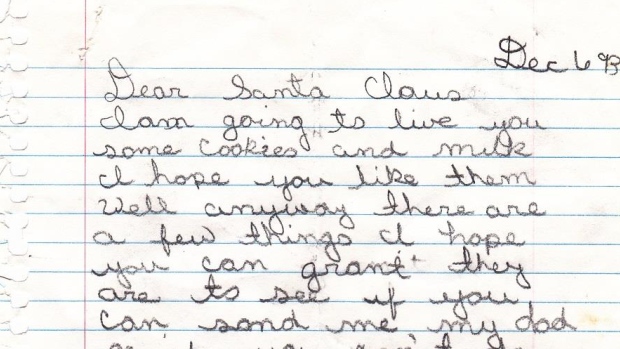 Dec 6 93
Dear Santa Claus
I am going to live you
some cookies and milk
I hope you like them
Well anyway there are
a few things I hope
you can grant they
are to see if you
can sand me my dad